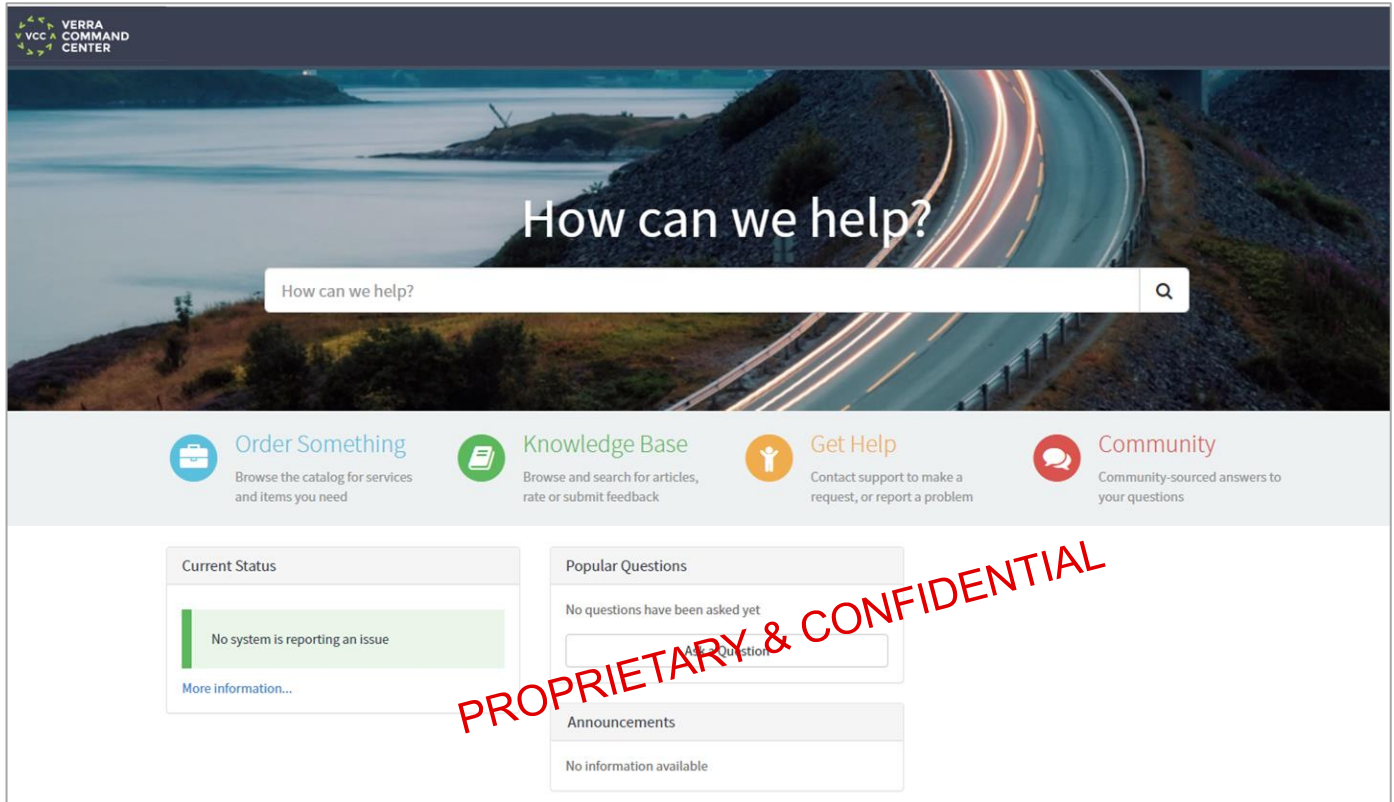 VCC
VERRA
COMMAND
CENTER
How can we help?
How can we help?
Order Something
Browse the catalog for services
and items you need
Knowledge Base
Browse and search for articles,
rate or submit feedback
Get Help
Contact support to make a
request, or report a problem
Community
Community-sourced answers to
your questions
Current Status
No system is reporting an issue
More information...
Popular Questions
No questions have been asked yet
Ask a Question
PROPRIETARY & CONFIDENTIAL
Announcements
No information available